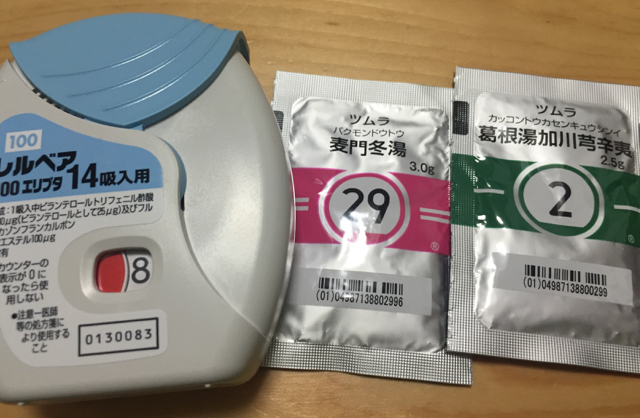 100
レルベア
00 エリプタ 14吸入用
1吸入中ビランテロールトリフェニル酢酸
μg(ビランテロールとして25μg)及びフル
カゾンフランカルボン
エステル100μg
有
カウンターの
表示が0に
なったら使
用しない
8
●注意-医師
等の処方箋に
より使用する
こと
0130083
ツムラ
バクモンドウトウ
麦門冬湯
3.0g
29
®
(01)04987138802996
ツムラ
カッコントウカセンキュウシンイ
葛根湯加川芎辛夷
2.5g
2
®
(01)04987138800299